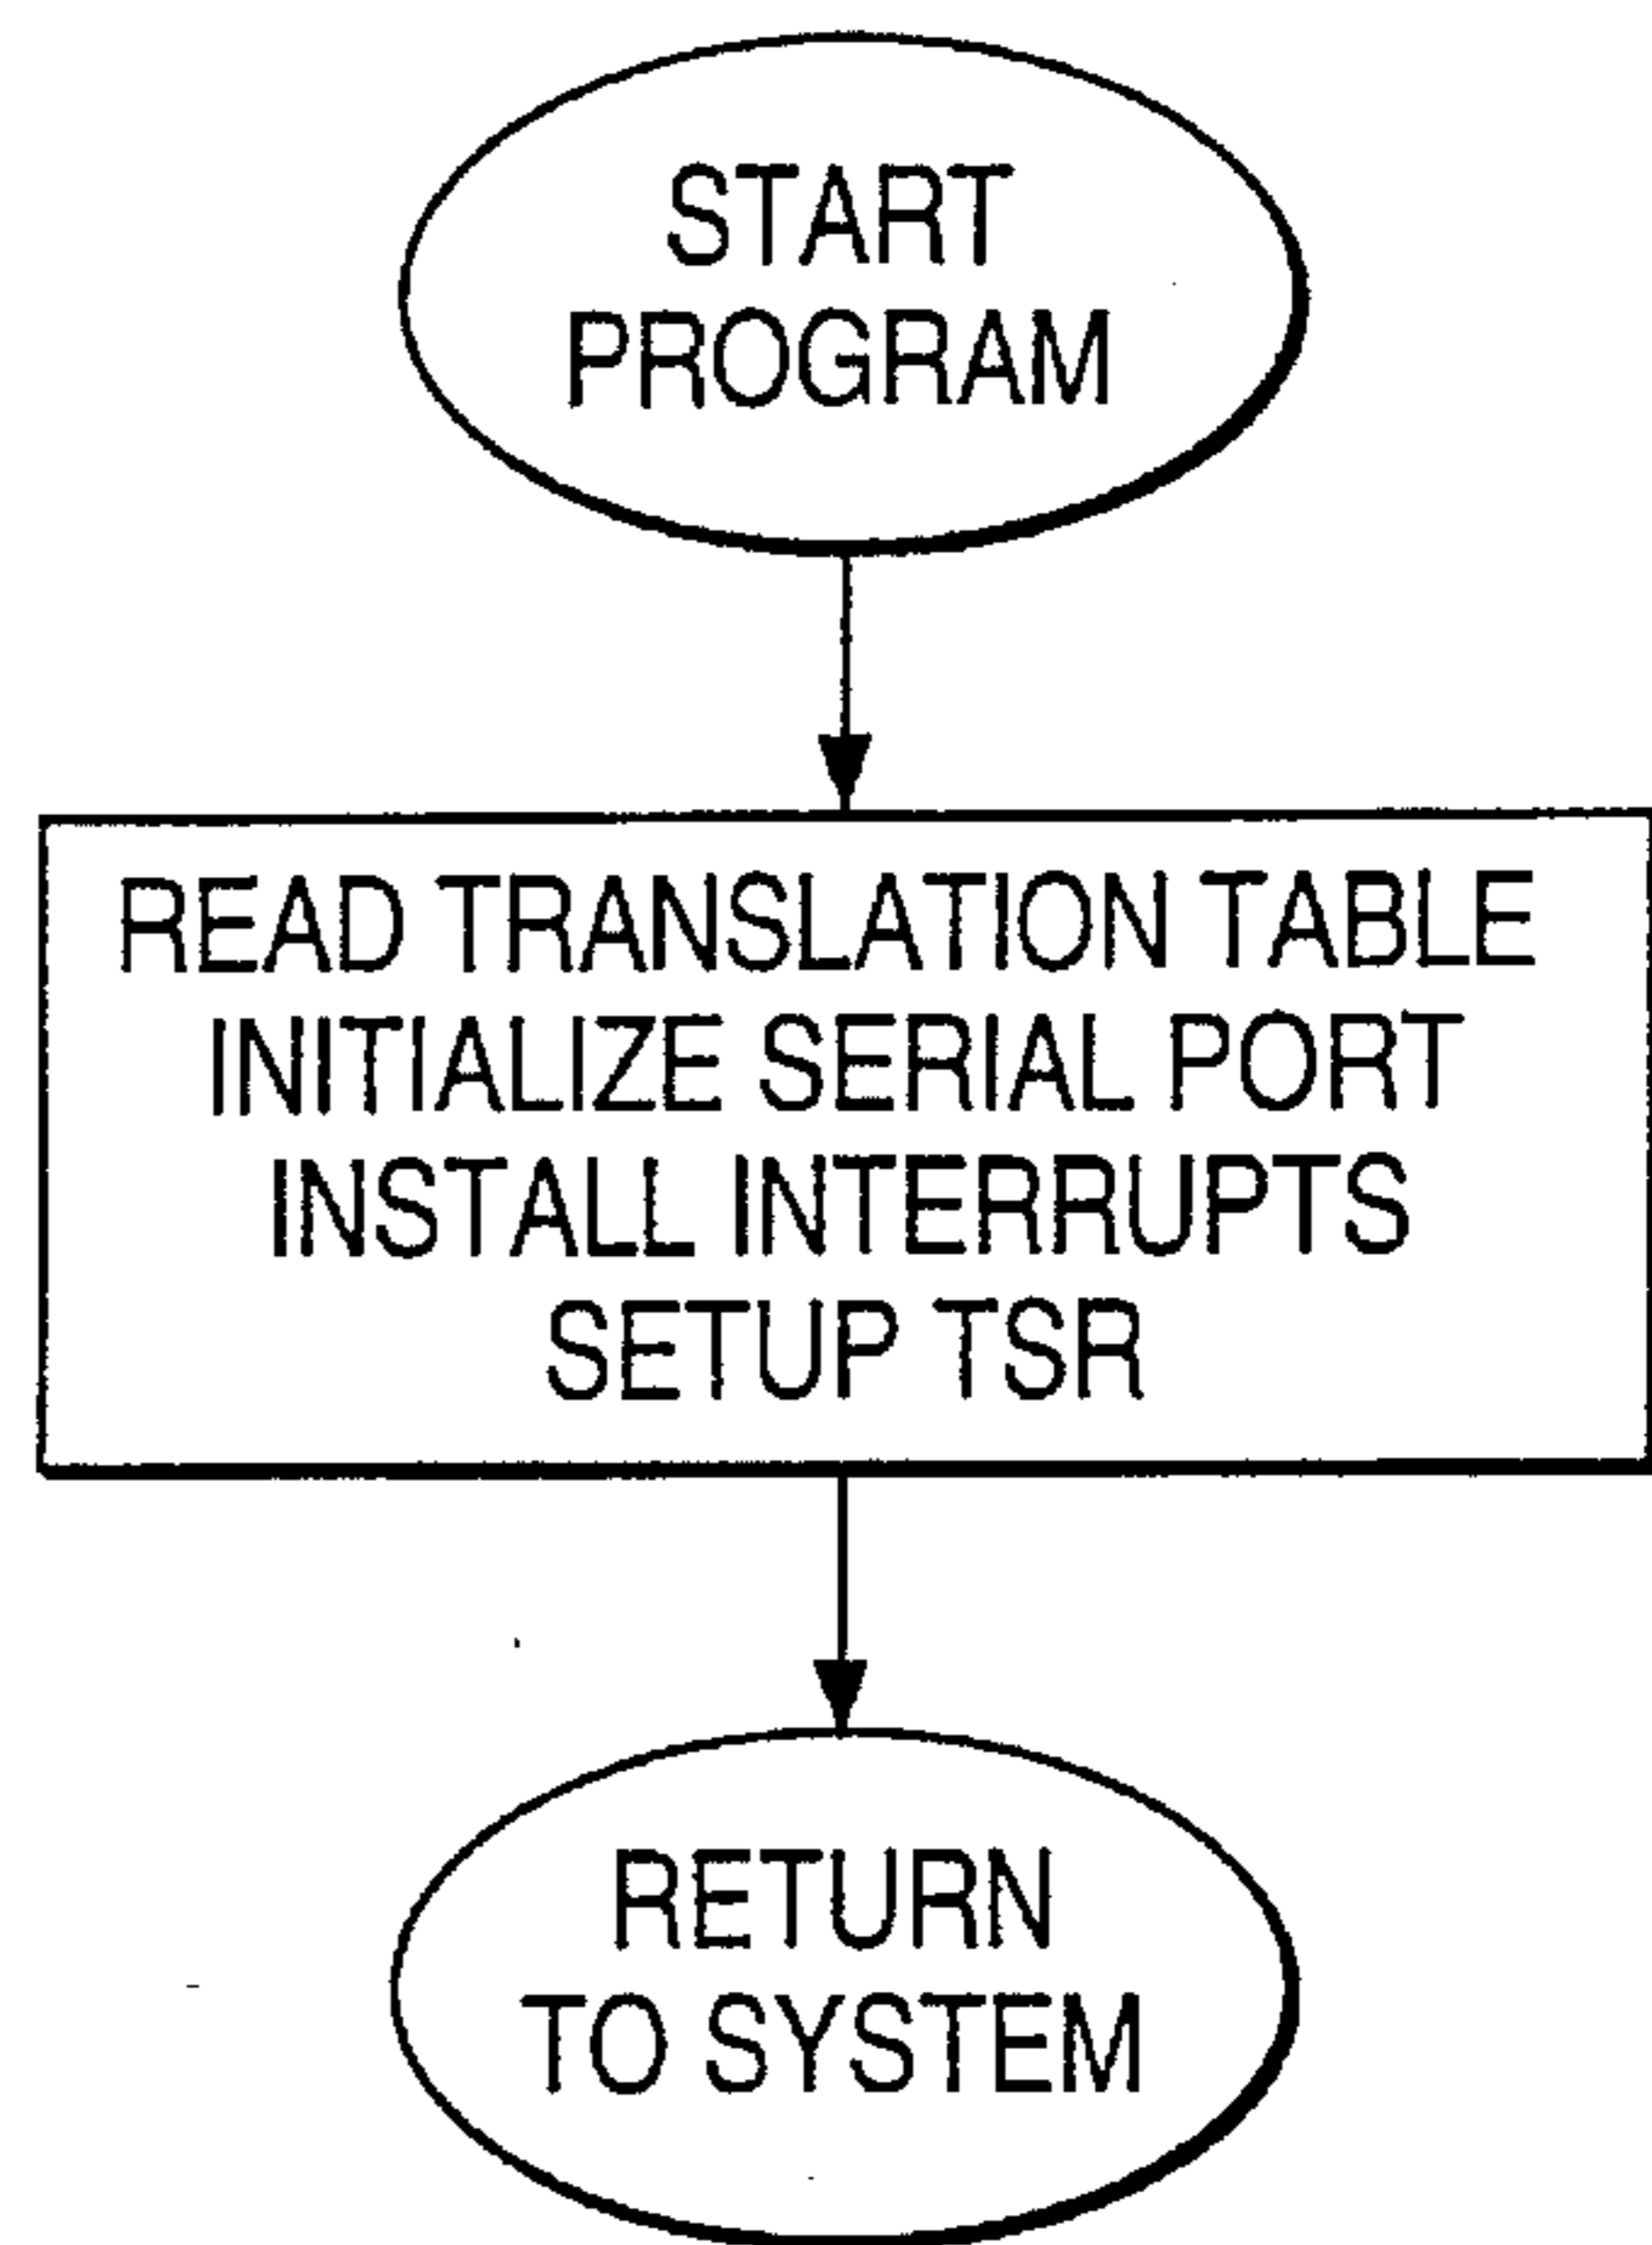 START
PROGRAM
READ TRANSLATION TABLE
INITIALIZE SERIAL PORT
INSTALL INTERRUPTS
SETUP TSR
RETURN
TO SYSTEM